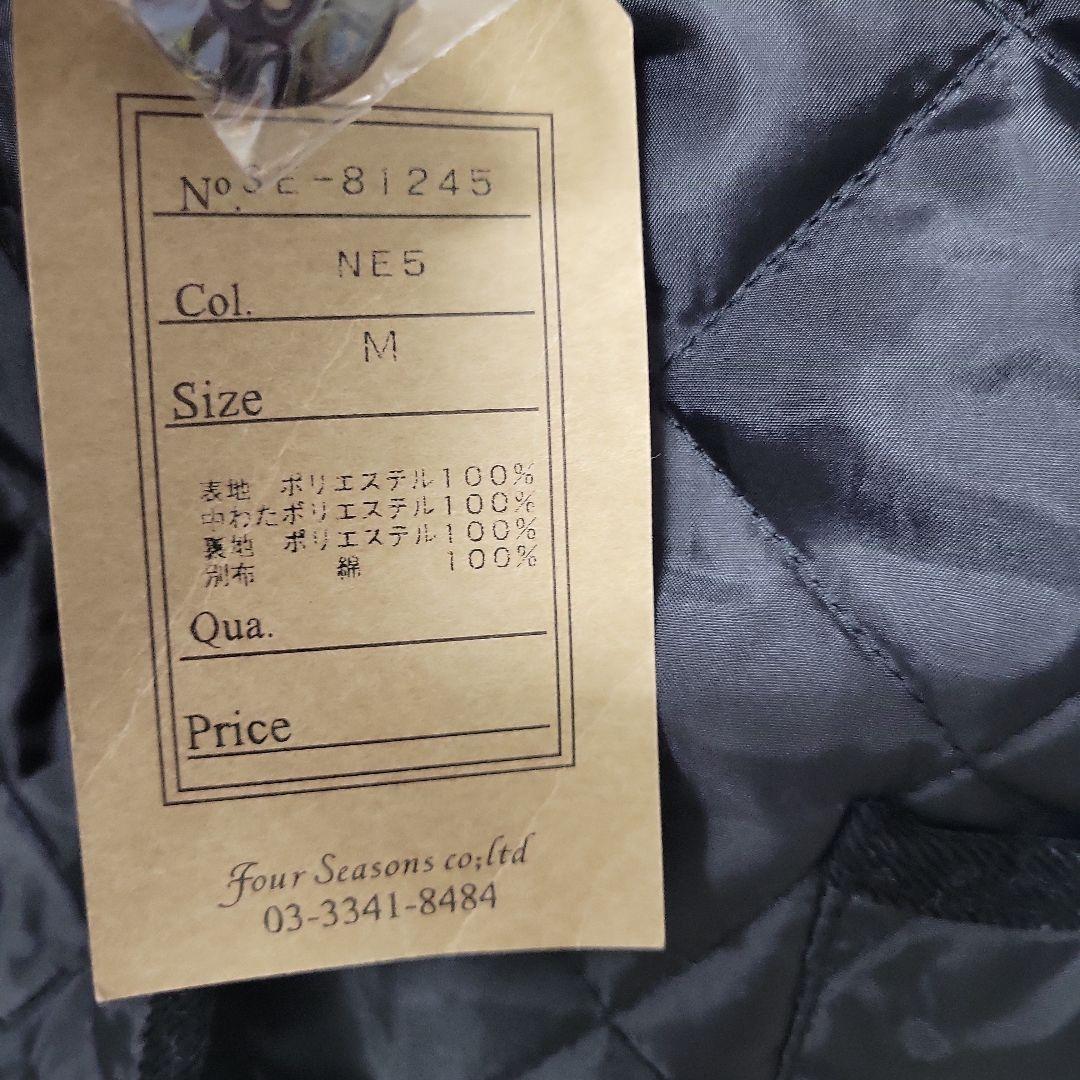 No. SE-81245
Col. NE5
Size M
表地 ポリエステル100%
中わたポリエステル100%
裏地 ポリエステル100%
別布 綿 100%
Qua.
Price
Four Seasons co;ltd
03-3341-8484